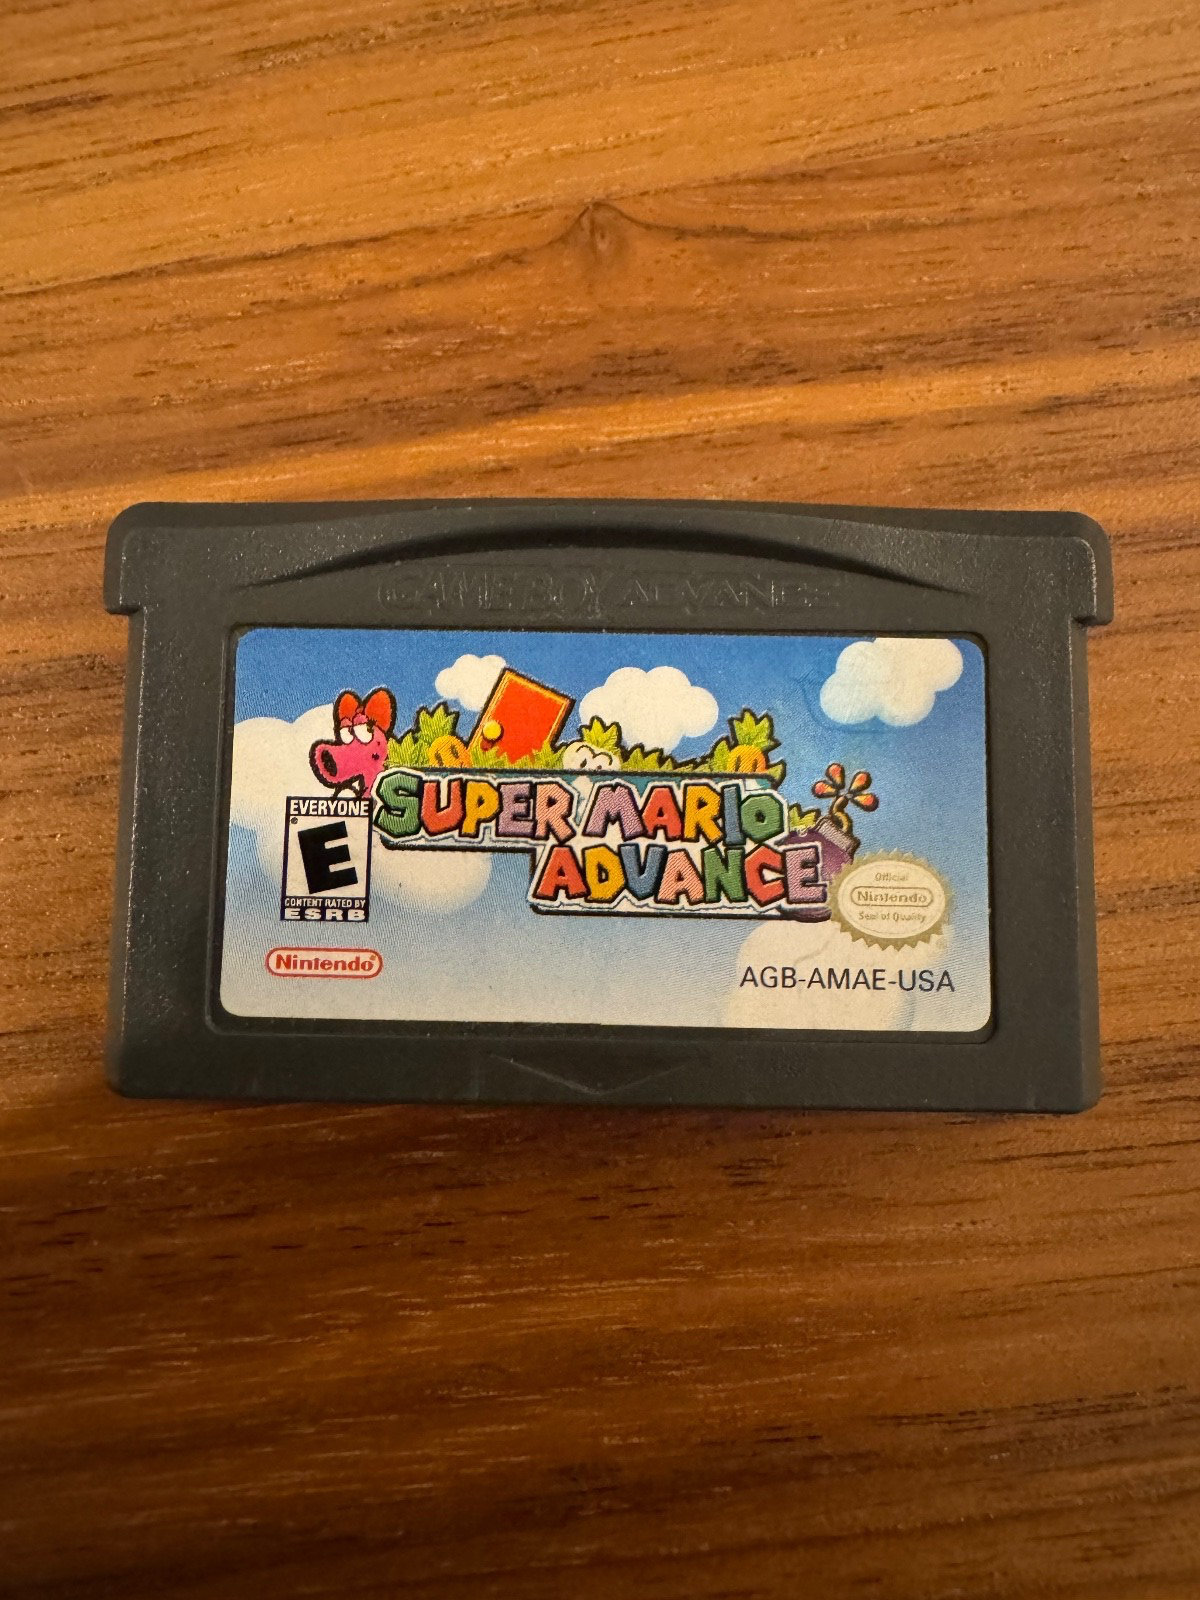 GAME BOY ADVANCE
SUPER MARIO
ADVANCE
EVERYONE
E
CONTENT RATED BY
ESRB
Official
Nintendo
Seal of Quality
Nintendo
AGB-AMAE-USA